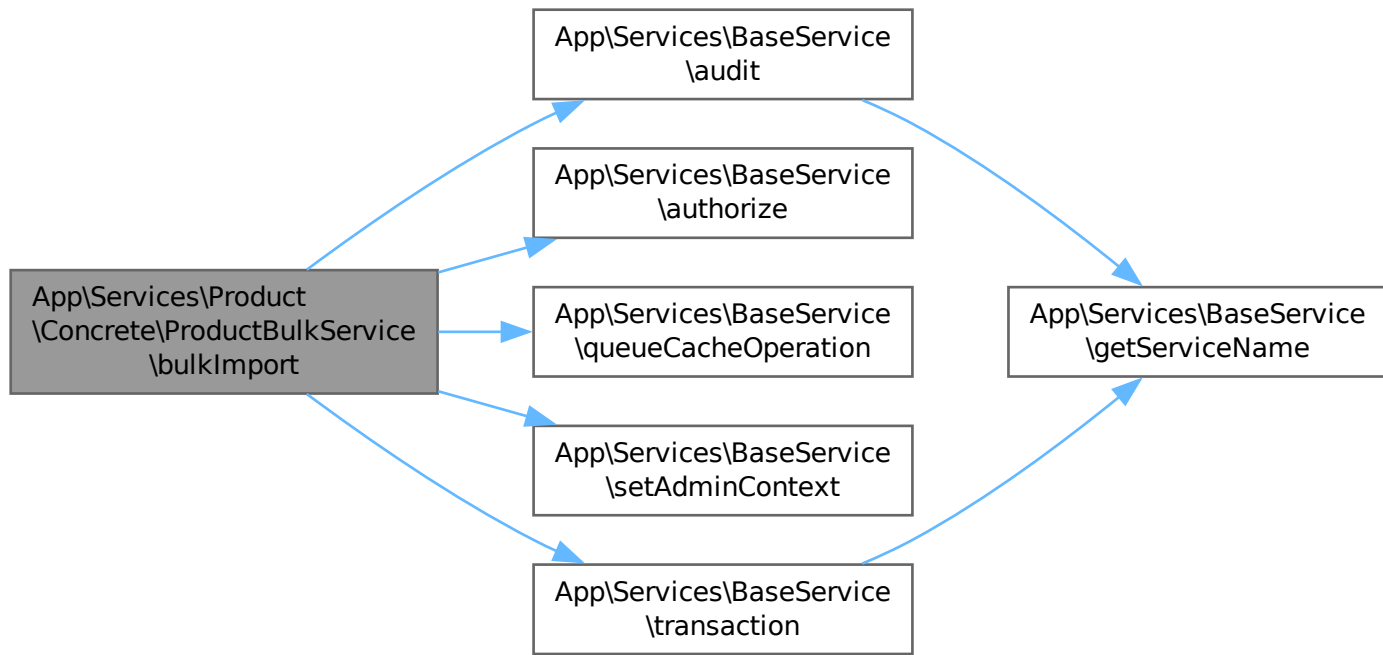 App\Services\BaseService
\audit
App\Services\BaseService
\authorize
App\Services\Product
\Concrete\ProductBulkService
\bulkImport
App\Services\BaseService
\queueCacheOperation
App\Services\BaseService
\getServiceName
App\Services\BaseService
\setAdminContext
App\Services\BaseService
\transaction